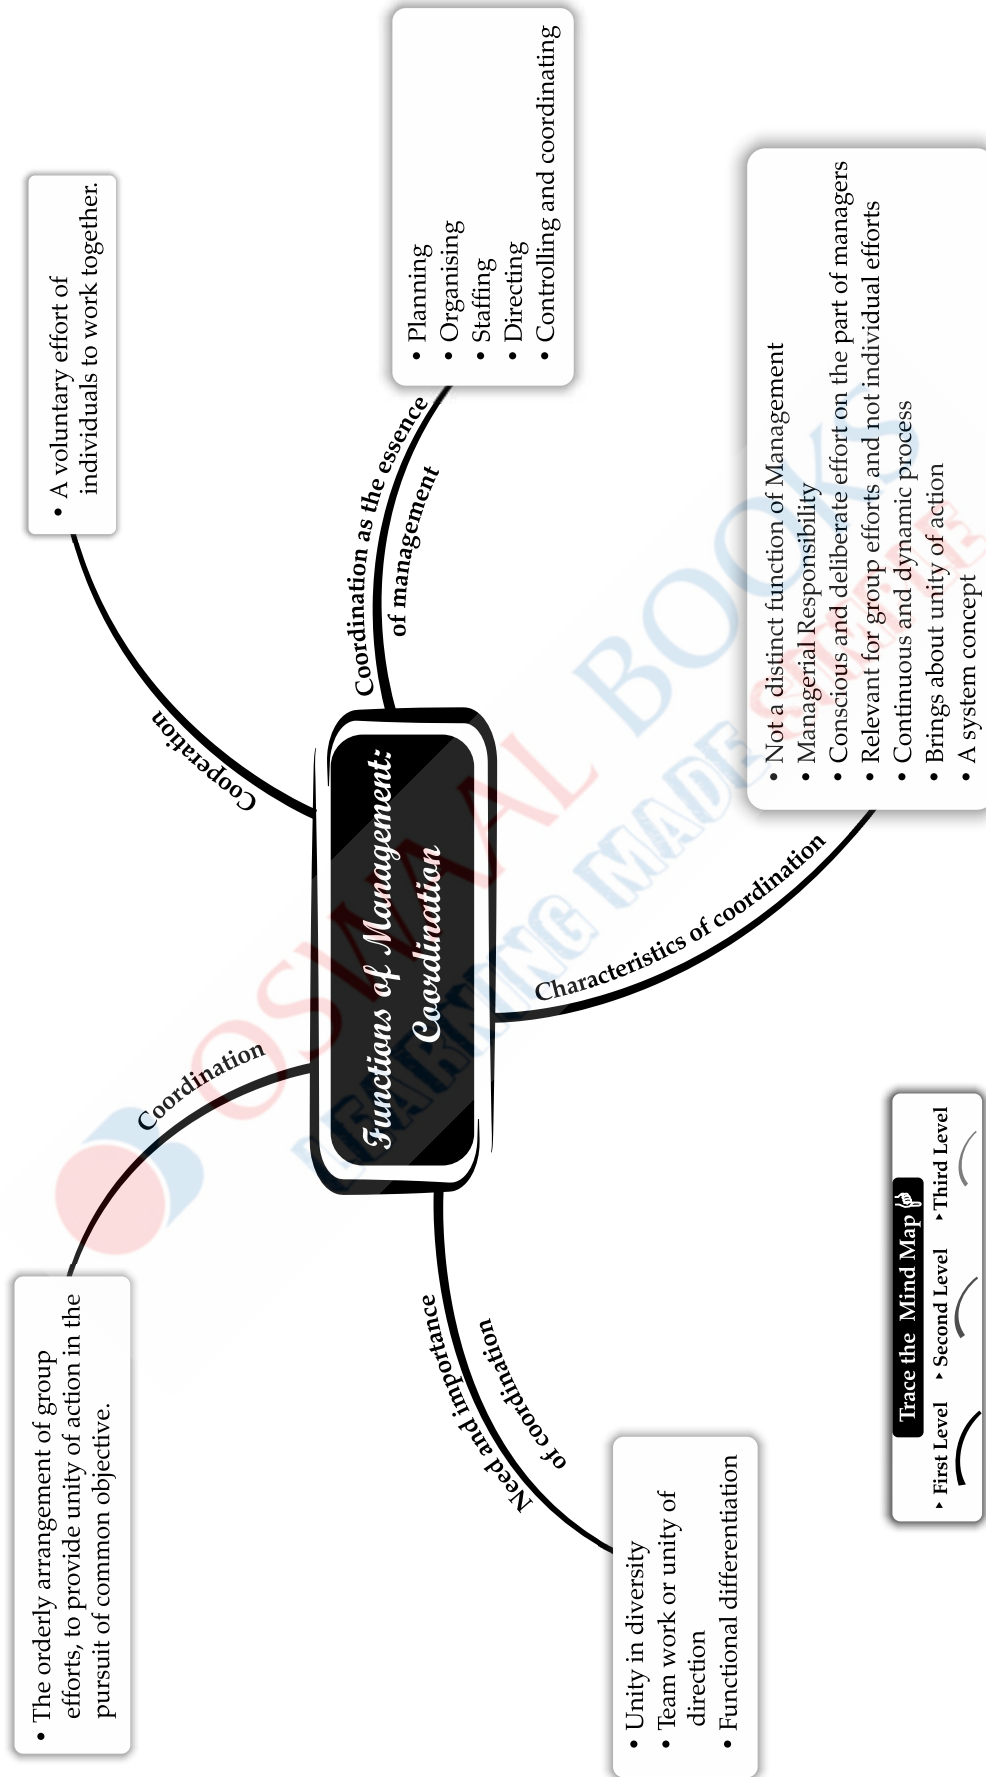 • The orderly arrangement of group
efforts, to provide unity of action in the
pursuit of common objective.
Coordination
Cooperation
• A voluntary effort of
individuals to work together.
Functions of Management:
Coordination
Coordination as the essence
of management
• Planning
• Organising
• Staffing
• Directing
• Controlling and coordinating
Need and importance
of coordination
• Unity in diversity
• Team work or unity of
direction
• Functional differentiation
Characteristics of coordination
• Not a distinct function of Management
• Managerial Responsibility
• Conscious and deliberate effort on the part of managers
• Relevant for group efforts and not individual efforts
• Continuous and dynamic process
• Brings about unity of action
• A system concept
Trace the Mind Map
▸ First Level ▸ Second Level ▸ Third Level
OSWAAL BOOKS
LEARNING MADE SIMPLE